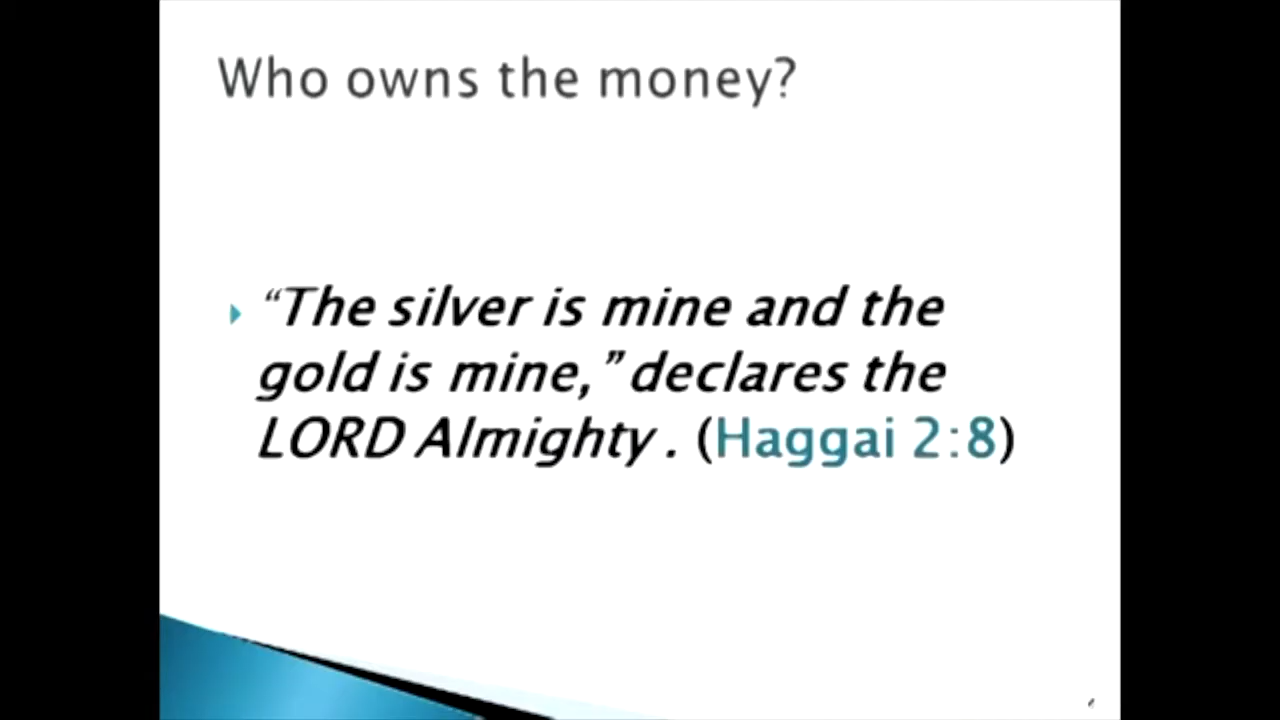 Who owns the money?
“The silver is mine and the
gold is mine,” declares the
LORD Almighty . (Haggai 2:8)